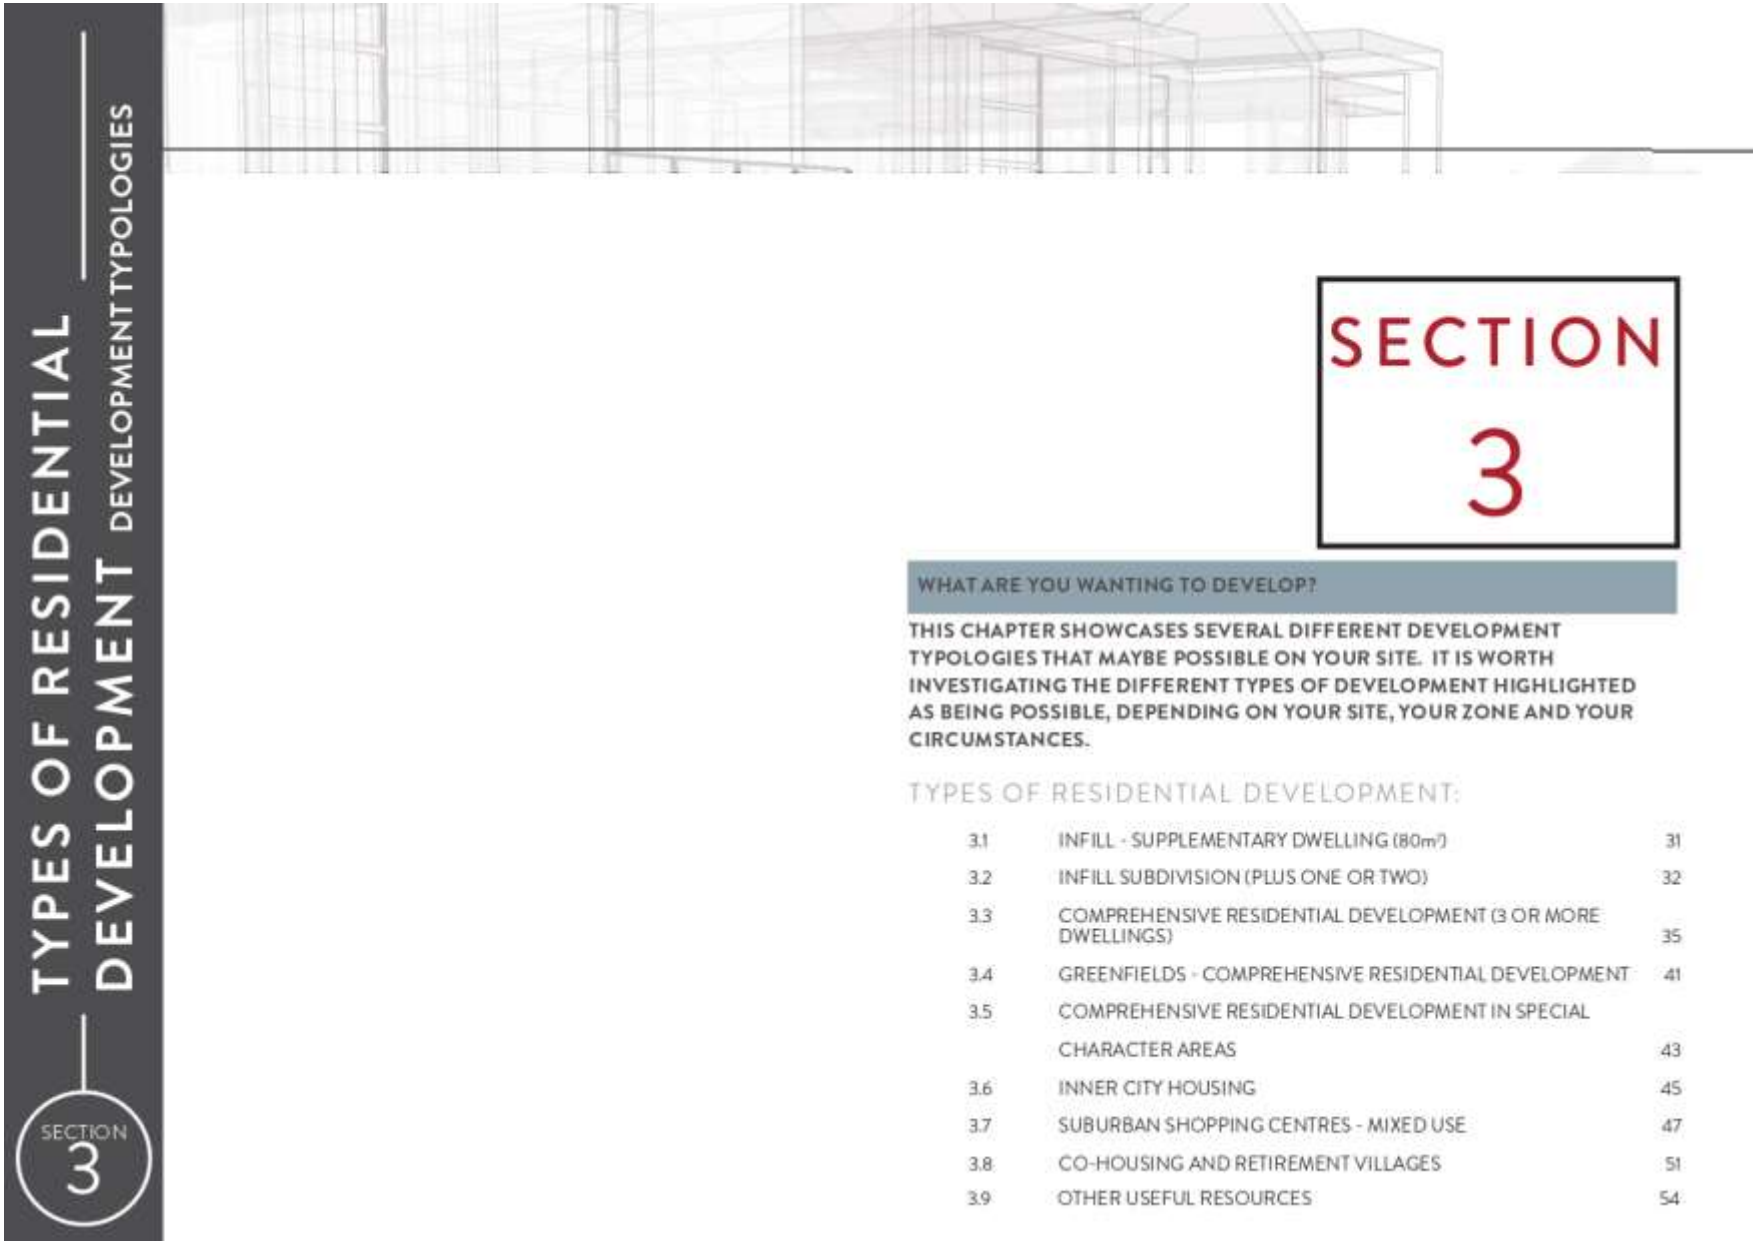 TYPES OF RESIDENTIAL
DEVELOPMENT DEVELOPMENT TYPOLOGIES
SECTION
3
SECTION
3
WHAT ARE YOU WANTING TO DEVELOP?
THIS CHAPTER SHOWCASES SEVERAL DIFFERENT DEVELOPMENT
TYPOLOGIES THAT MAYBE POSSIBLE ON YOUR SITE. IT IS WORTH
INVESTIGATING THE DIFFERENT TYPES OF DEVELOPMENT HIGHLIGHTED
AS BEING POSSIBLE, DEPENDING ON YOUR SITE, YOUR ZONE AND YOUR
CIRCUMSTANCES.
TYPES OF RESIDENTIAL DEVELOPMENT:
3.1 INFILL - SUPPLEMENTARY DWELLING (80m²) 31
3.2 INFILL SUBDIVISION (PLUS ONE OR TWO) 32
3.3 COMPREHENSIVE RESIDENTIAL DEVELOPMENT (3 OR MORE
DWELLINGS) 35
3.4 GREENFIELDS - COMPREHENSIVE RESIDENTIAL DEVELOPMENT 41
3.5 COMPREHENSIVE RESIDENTIAL DEVELOPMENT IN SPECIAL
CHARACTER AREAS 43
3.6 INNER CITY HOUSING 45
3.7 SUBURBAN SHOPPING CENTRES - MIXED USE 47
3.8 CO-HOUSING AND RETIREMENT VILLAGES 51
3.9 OTHER USEFUL RESOURCES 54